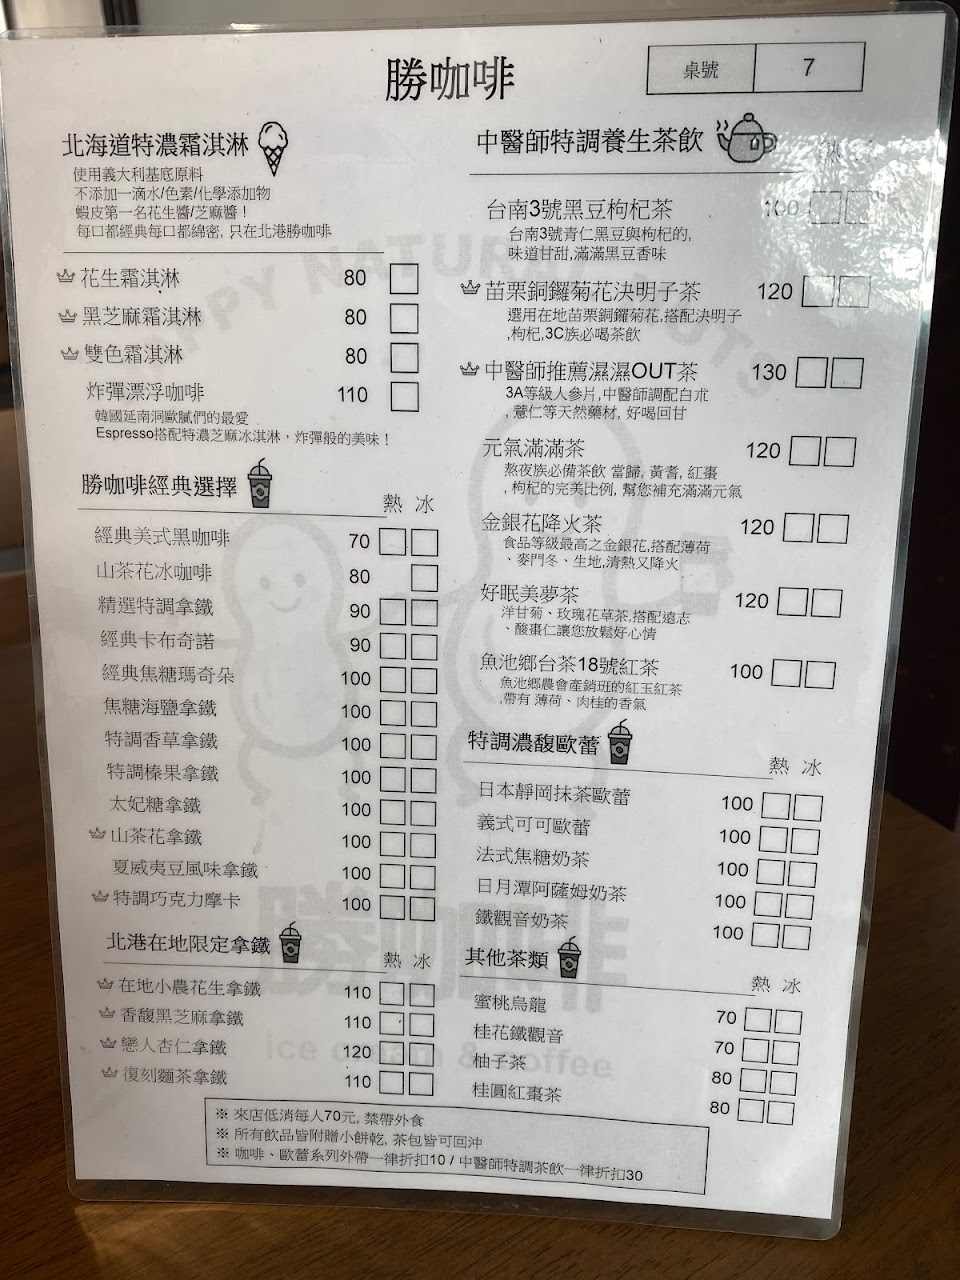 勝咖啡
桌號 7
北海道特濃霜淇淋
使用義大利基底原料
不添加一滴水/色素/化學添加物
蝦皮第一名花生醬/芝麻醬！
每口都經典每口都綿密, 只在北港勝咖啡
花生霜淇淋 80
黑芝麻霜淇淋 80
雙色霜淇淋 80
炸彈漂浮咖啡 110
韓國延南洞歐膩們的最愛
Espresso搭配特濃芝麻冰淇淋，炸彈般的美味！
勝咖啡經典選擇
熱 冰
經典美式黑咖啡 70
山茶花冰咖啡 80
精選特調拿鐵 90
經典卡布奇諾 90
經典焦糖瑪奇朵 100
焦糖海鹽拿鐵 100
特調香草拿鐵 100
特調榛果拿鐵 100
太妃糖拿鐵 100
山茶花拿鐵 100
夏威夷豆風味拿鐵 100
特調巧克力摩卡 100
北港在地限定拿鐵
熱 冰
在地小農花生拿鐵 110
香馥黑芝麻拿鐵 110
戀人杏仁拿鐵 120
復刻麵茶拿鐵 110
中醫師特調養生茶飲
熱 冰
台南3號黑豆枸杞茶 100
台南3號青仁黑豆與枸杞的,
味道甘甜,滿滿黑豆香味
苗栗銅鑼菊花決明子茶 120
選用在地苗栗銅鑼菊花,搭配決明子
,枸杞,3C族必喝茶飲
中醫師推薦濕濕OUT茶 130
3A等級人參片,中醫師調配白朮
, 薏仁等天然藥材, 好喝回甘
元氣滿滿茶 120
熬夜族必備茶飲 當歸, 黃耆, 紅棗
, 枸杞的完美比例, 幫您補充滿滿元氣
金銀花降火茶 120
食品等級最高之金銀花,搭配薄荷
、麥門冬、生地,清熱又降火
好眠美夢茶 120
洋甘菊、玫瑰花草茶,搭配遠志
、酸棗仁讓您放鬆好心情
魚池鄉台茶18號紅茶 100
魚池鄉農會產銷班的紅玉紅茶
,帶有 薄荷、肉桂的香氣
特調濃馥歐蕾
熱 冰
日本靜岡抹茶歐蕾 100
義式可可歐蕾 100
法式焦糖奶茶 100
日月潭阿薩姆奶茶 100
鐵觀音奶茶 100
其他茶類
熱 冰
蜜桃烏龍 70
桂花鐵觀音 70
柚子茶 80
桂圓紅棗茶 80
勝咖啡
ice cream & coffee
※ 來店低消每人70元, 禁帶外食
※ 所有飲品皆附贈小餅乾, 茶包皆可回沖
※ 咖啡、歐蕾系列外帶一律折扣10 / 中醫師特調茶飲一律折扣30